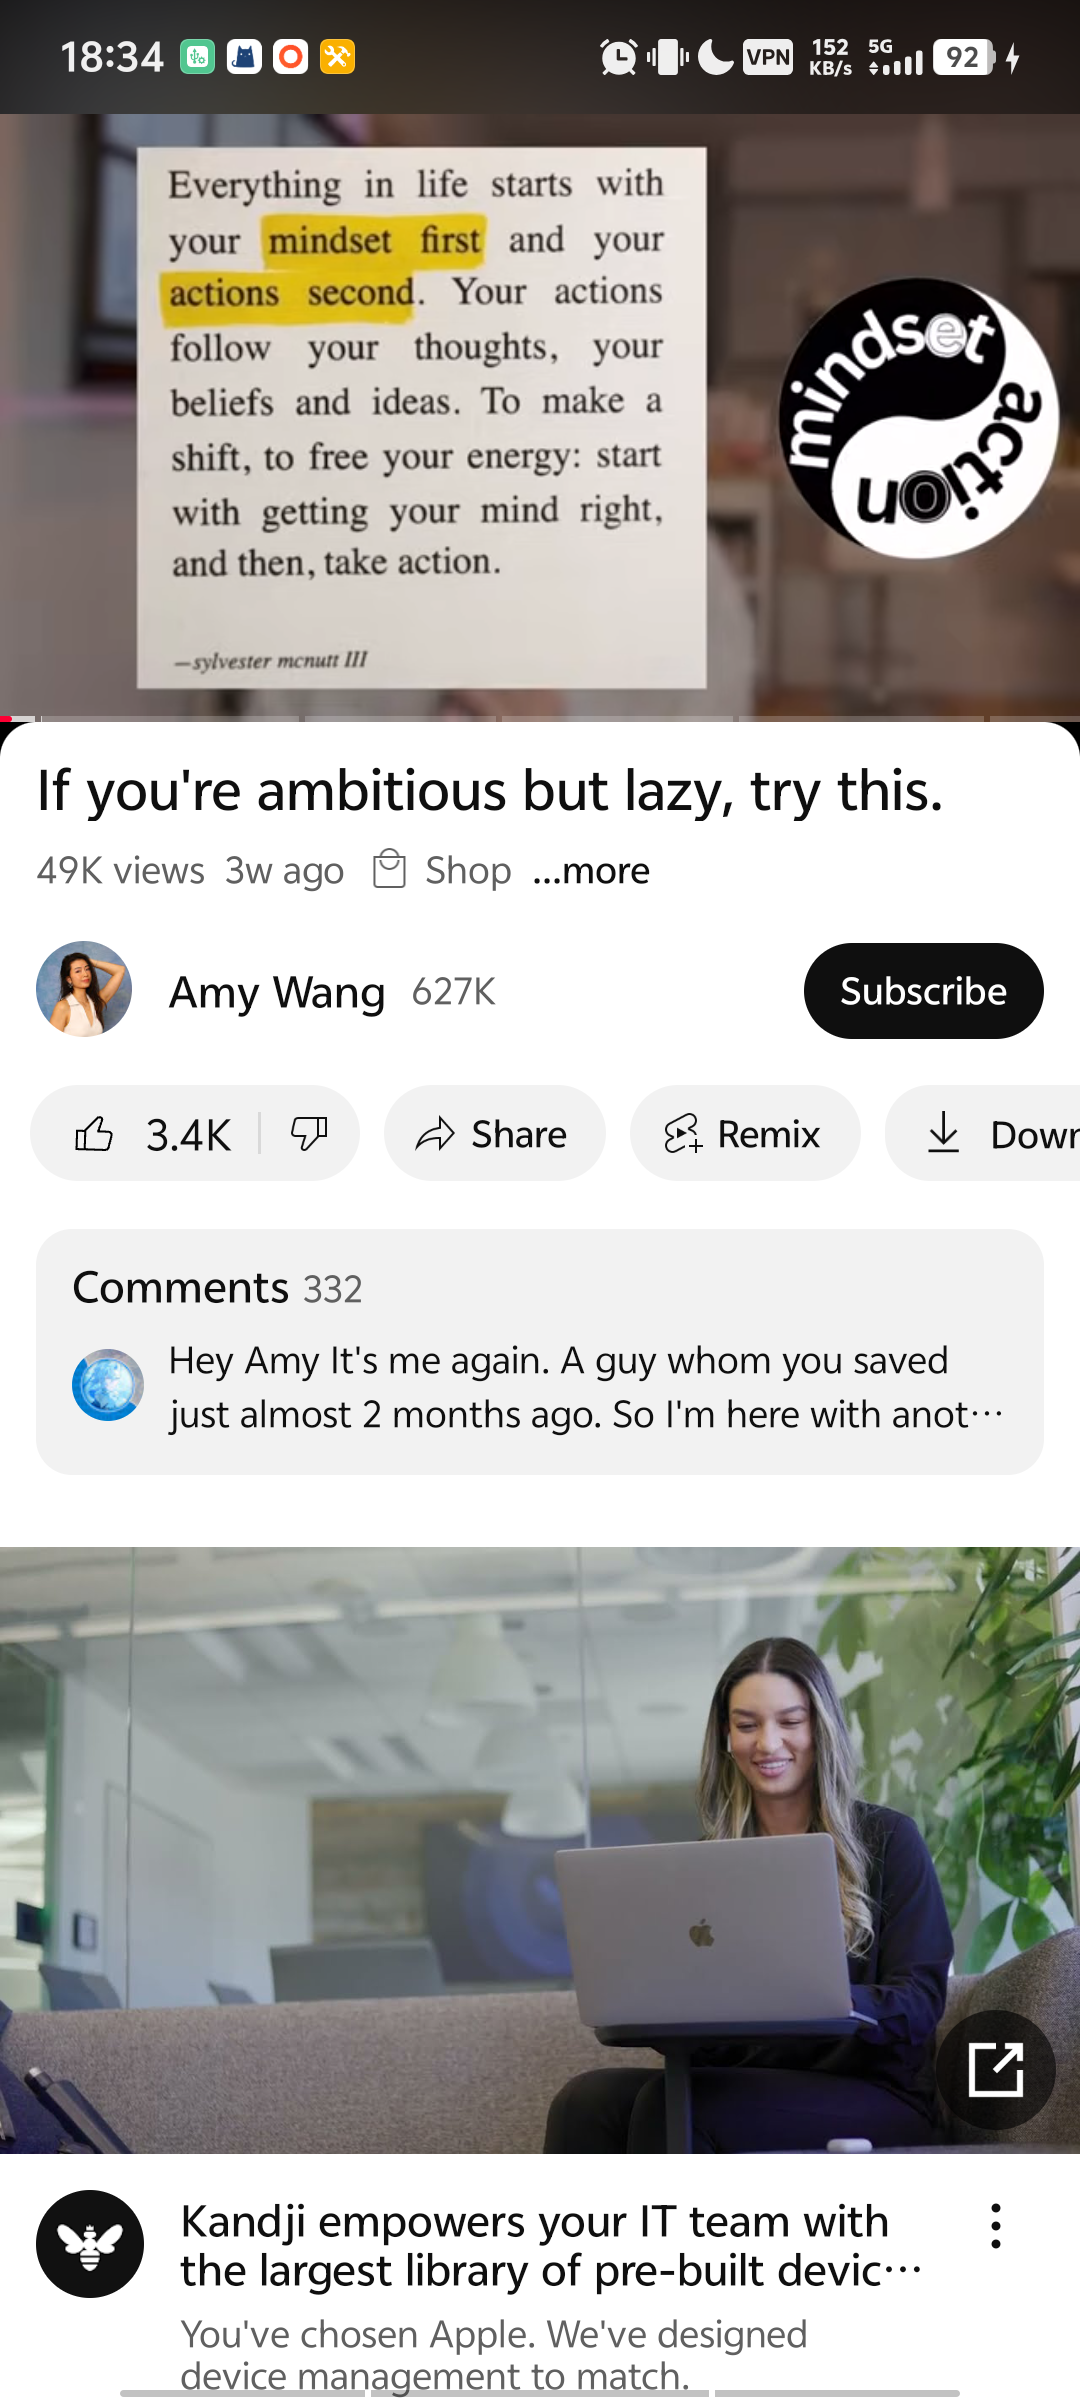 18:34
VPN
152
KB/s
5G
92
Everything in life starts with
your mindset first and your
actions second. Your actions
follow your thoughts, your
beliefs and ideas. To make a
shift, to free your energy: start
with getting your mind right,
and then, take action.
—sylvester mcnutt III
mindset
action
If you're ambitious but lazy, try this.
49K views 3w ago Shop ...more
Amy Wang 627K
Subscribe
3.4K
Share
Remix
Down
Comments 332
Hey Amy It's me again. A guy whom you saved
just almost 2 months ago. So I'm here with anot...
Kandji empowers your IT team with
the largest library of pre-built devic...
You've chosen Apple. We've designed
device management to match.